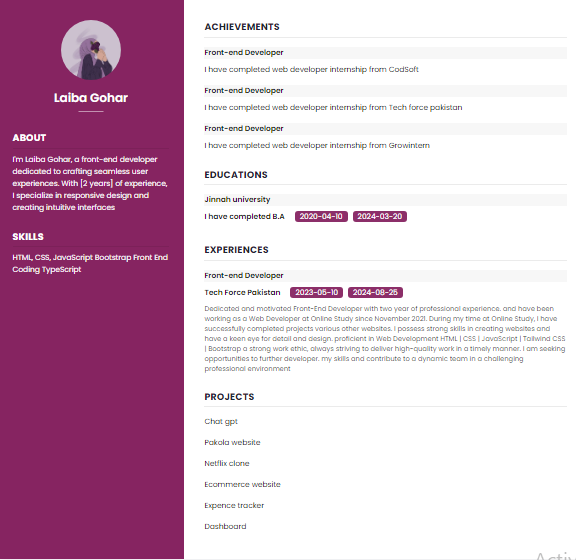 Laiba Gohar
ABOUT
I'm Laiba Gohar, a front-end developer
dedicated to crafting seamless user
experiences. With [2 years] of experience,
I specialize in responsive design and
creating intuitive interfaces
SKILLS
HTML, CSS, JavaScript Bootstrap Front End
Coding TypeScript
ACHIEVEMENTS
Front-end Developer
I have completed web developer internship from CodSoft
Front-end Developer
I have completed web developer internship from Tech force pakistan
Front-end Developer
I have completed web developer internship from Growintern
EDUCATIONS
Jinnah university
I have completed B.A 2020-04-10 2024-03-20
EXPERIENCES
Front-end Developer
Tech Force Pakistan 2023-05-10 2024-08-25
Dedicated and motivated Front-End Developer with two year of professional experience. and have been
working as a Web Developer at Online Study since November 2021. During my time at Online Study, I have
successfully completed projects various other websites. I possess strong skills in creating websites and
have a keen eye for detail and design. proficient in Web Development HTML | CSS | JavaScript | Tailwind CSS
| Bootstrap a strong work ethic, always striving to deliver high-quality work in a timely manner. I am seeking
opportunities to further developer. my skills and contribute to a dynamic team in a challenging
professional environment
PROJECTS
Chat gpt
Pakola website
Netflix clone
Ecommerce website
Expence tracker
Dashboard